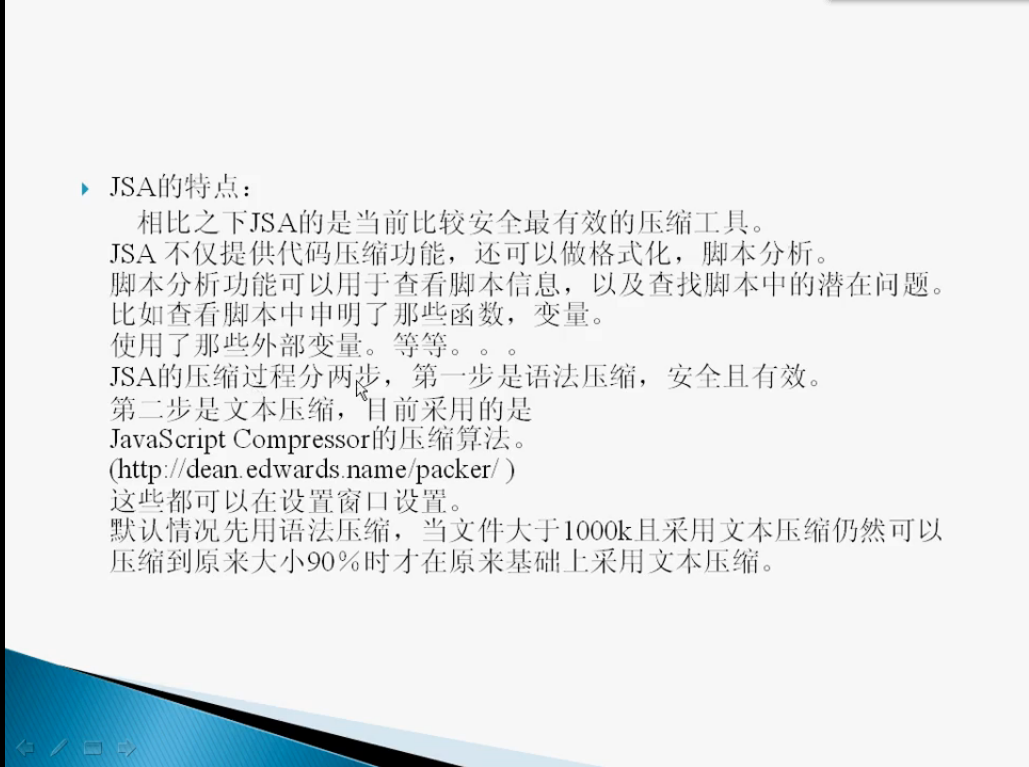 JSA的特点：
相比之下JSA的是当前比较安全最有效的压缩工具。
JSA 不仅提供代码压缩功能，还可以做格式化，脚本分析。
脚本分析功能可以用于查看脚本信息，以及查找脚本中的潜在问题。
比如查看脚本中申明了那些函数，变量。
使用了那些外部变量。等等。。。
JSA的压缩过程分两步，第一步是语法压缩，安全且有效。
第二步是文本压缩，目前采用的是
JavaScript Compressor的压缩算法。
(http://dean.edwards.name/packer/ )
这些都可以在设置窗口设置。
默认情况先用语法压缩，当文件大于1000k且采用文本压缩仍然可以
压缩到原来大小90％时才在原来基础上采用文本压缩。